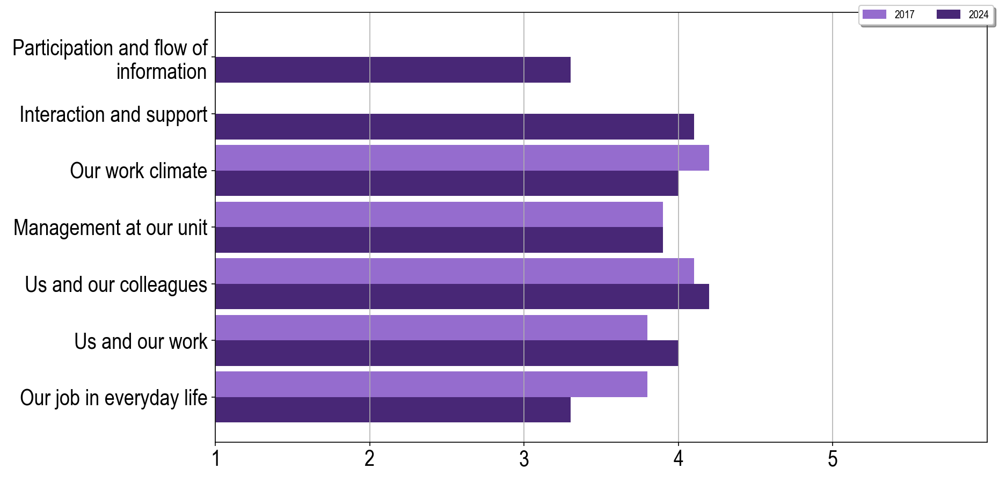 2017
2024
Participation and flow of
information
Interaction and support
Our work climate
Management at our unit
Us and our colleagues
Us and our work
Our job in everyday life
1
2
3
4
5